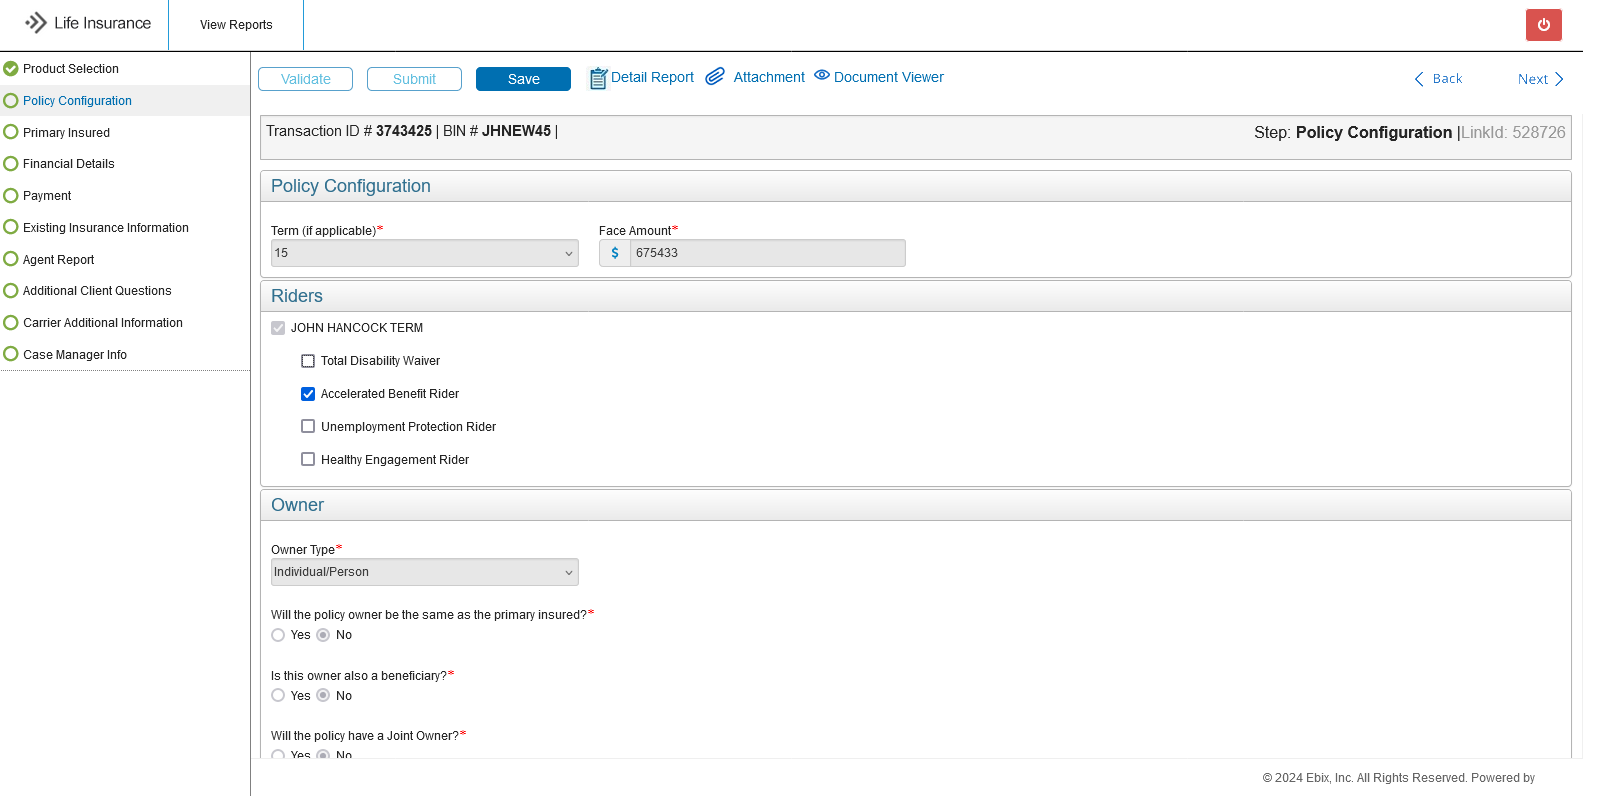 Life Insurance
View Reports
Product Selection
Policy Configuration
Primary Insured
Financial Details
Payment
Existing Insurance Information
Agent Report
Additional Client Questions
Carrier Additional Information
Case Manager Info
Validate
Submit
Save
Detail Report
Attachment
Document Viewer
Back
Next
Transaction ID # 3743425 | BIN # JHNEW45 |
Step: Policy Configuration |LinkId: 528726
Policy Configuration
Term (if applicable)*
Face Amount*
15
$ 675433
Riders
JOHN HANCOCK TERM
Total Disability Waiver
Accelerated Benefit Rider
Unemployment Protection Rider
Healthy Engagement Rider
Owner
Owner Type*
Individual/Person
Will the policy owner be the same as the primary insured?*
Yes No
Is this owner also a beneficiary?*
Yes No
Will the policy have a Joint Owner?*
Yes No
© 2024 Ebix, Inc. All Rights Reserved. Powered by